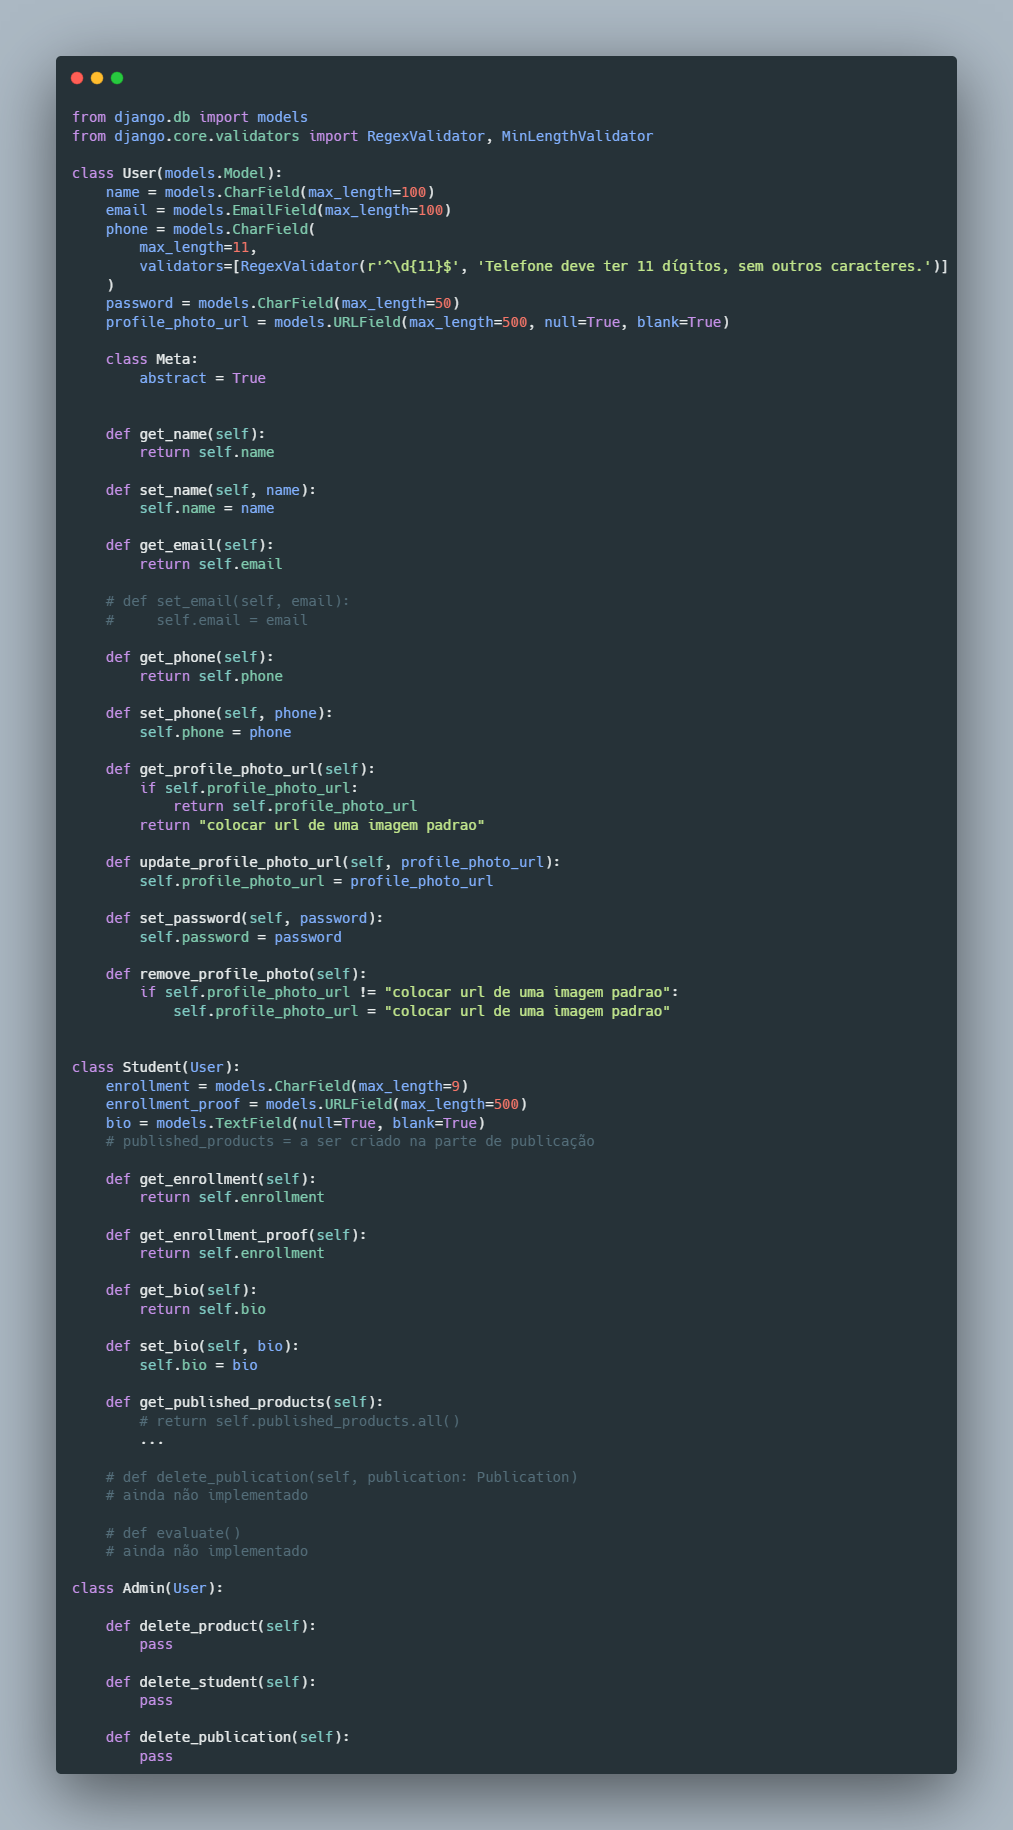 from django.db import models
from django.core.validators import RegexValidator, MinLengthValidator

class User(models.Model):
    name = models.CharField(max_length=100)
    email = models.EmailField(max_length=100)
    phone = models.CharField(
        max_length=11,
        validators=[RegexValidator(r'^\d{11}$', 'Telefone deve ter 11 dígitos, sem outros caracteres.')]
    )
    password = models.CharField(max_length=50)
    profile_photo_url = models.URLField(max_length=500, null=True, blank=True)

    class Meta:
        abstract = True


    def get_name(self):
        return self.name

    def set_name(self, name):
        self.name = name

    def get_email(self):
        return self.email

    # def set_email(self, email):
    #     self.email = email

    def get_phone(self):
        return self.phone

    def set_phone(self, phone):
        self.phone = phone

    def get_profile_photo_url(self):
        if self.profile_photo_url:
            return self.profile_photo_url
        return "colocar url de uma imagem padrao"

    def update_profile_photo_url(self, profile_photo_url):
        self.profile_photo_url = profile_photo_url

    def set_password(self, password):
        self.password = password

    def remove_profile_photo(self):
        if self.profile_photo_url != "colocar url de uma imagem padrao":
            self.profile_photo_url = "colocar url de uma imagem padrao"


class Student(User):
    enrollment = models.CharField(max_length=9)
    enrollment_proof = models.URLField(max_length=500)
    bio = models.TextField(null=True, blank=True)
    # published_products = a ser criado na parte de publicação

    def get_enrollment(self):
        return self.enrollment

    def get_enrollment_proof(self):
        return self.enrollment

    def get_bio(self):
        return self.bio

    def set_bio(self, bio):
        self.bio = bio

    def get_published_products(self):
        # return self.published_products.all()
        ...

    # def delete_publication(self, publication: Publication)
    # ainda não implementado

    # def evaluate()
    # ainda não implementado

class Admin(User):

    def delete_product(self):
        pass

    def delete_student(self):
        pass

    def delete_publication(self):
        pass